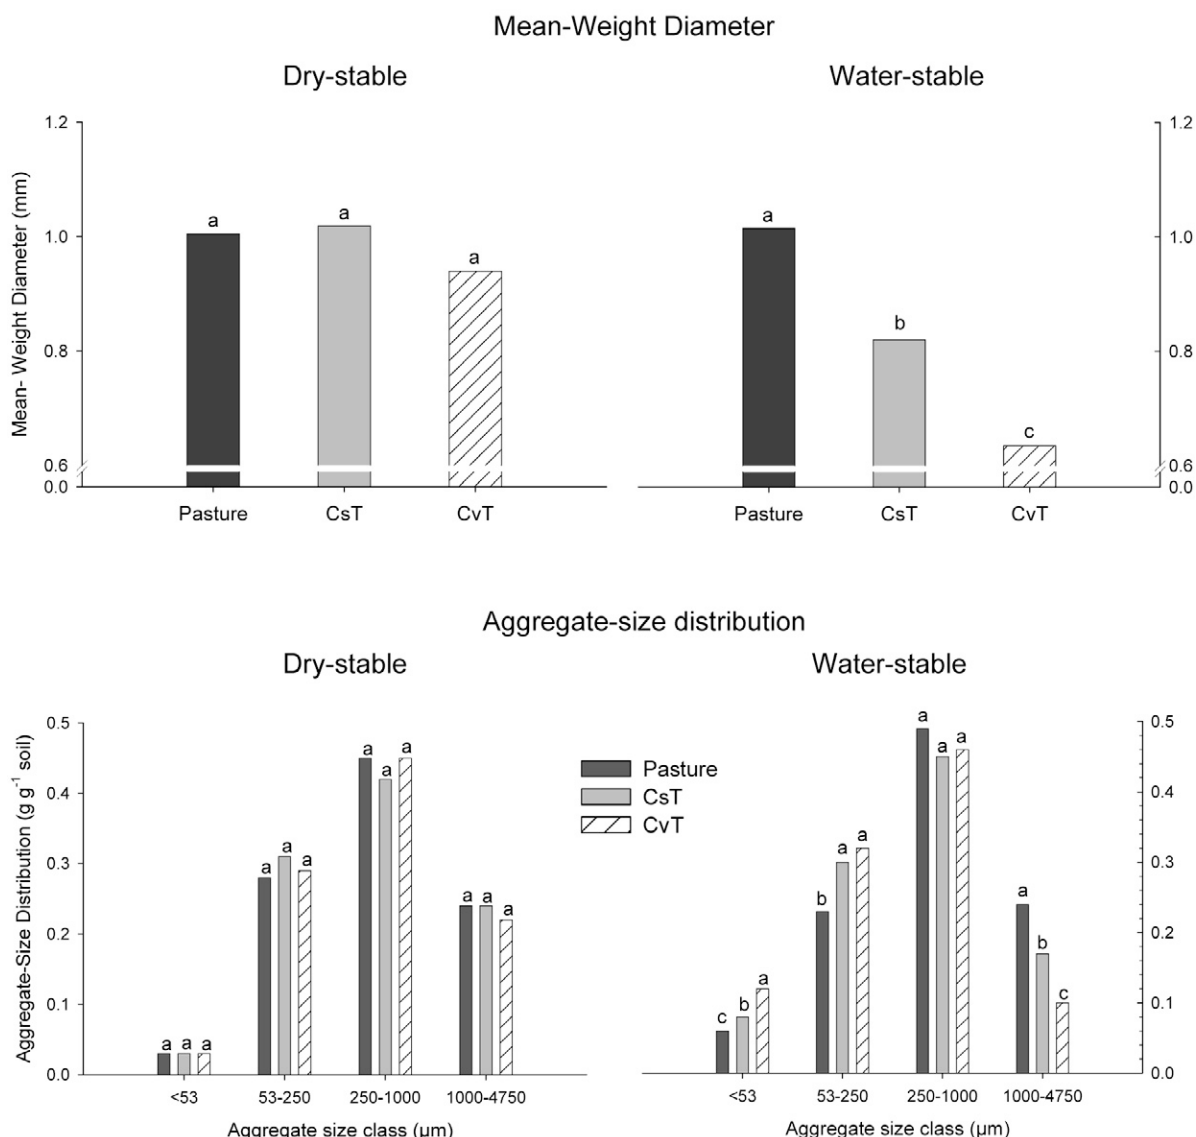 Mean-Weight Diameter
Dry-stable
Water-stable
Mean- Weight Diameter (mm)
1.2
1.0
0.8
0.6
0.0
a
a
a
Pasture
CsT
CvT
1.2
1.0
0.8
0.6
0.0
a
b
c
Pasture
CsT
CvT
Aggregate-size distribution
Dry-stable
Water-stable
Aggregate-Size Distribution (g g⁻¹ soil)
0.5
0.4
0.3
0.2
0.1
0.0
a a a
a a a
a a a
a a a
<53
53-250
250-1000
1000-4750
Aggregate size class (µm)
Pasture
CsT
CvT
0.5
0.4
0.3
0.2
0.1
0.0
c b a
b a a
a a a
a b c
<53
53-250
250-1000
1000-4750
Aggregate size class (µm)